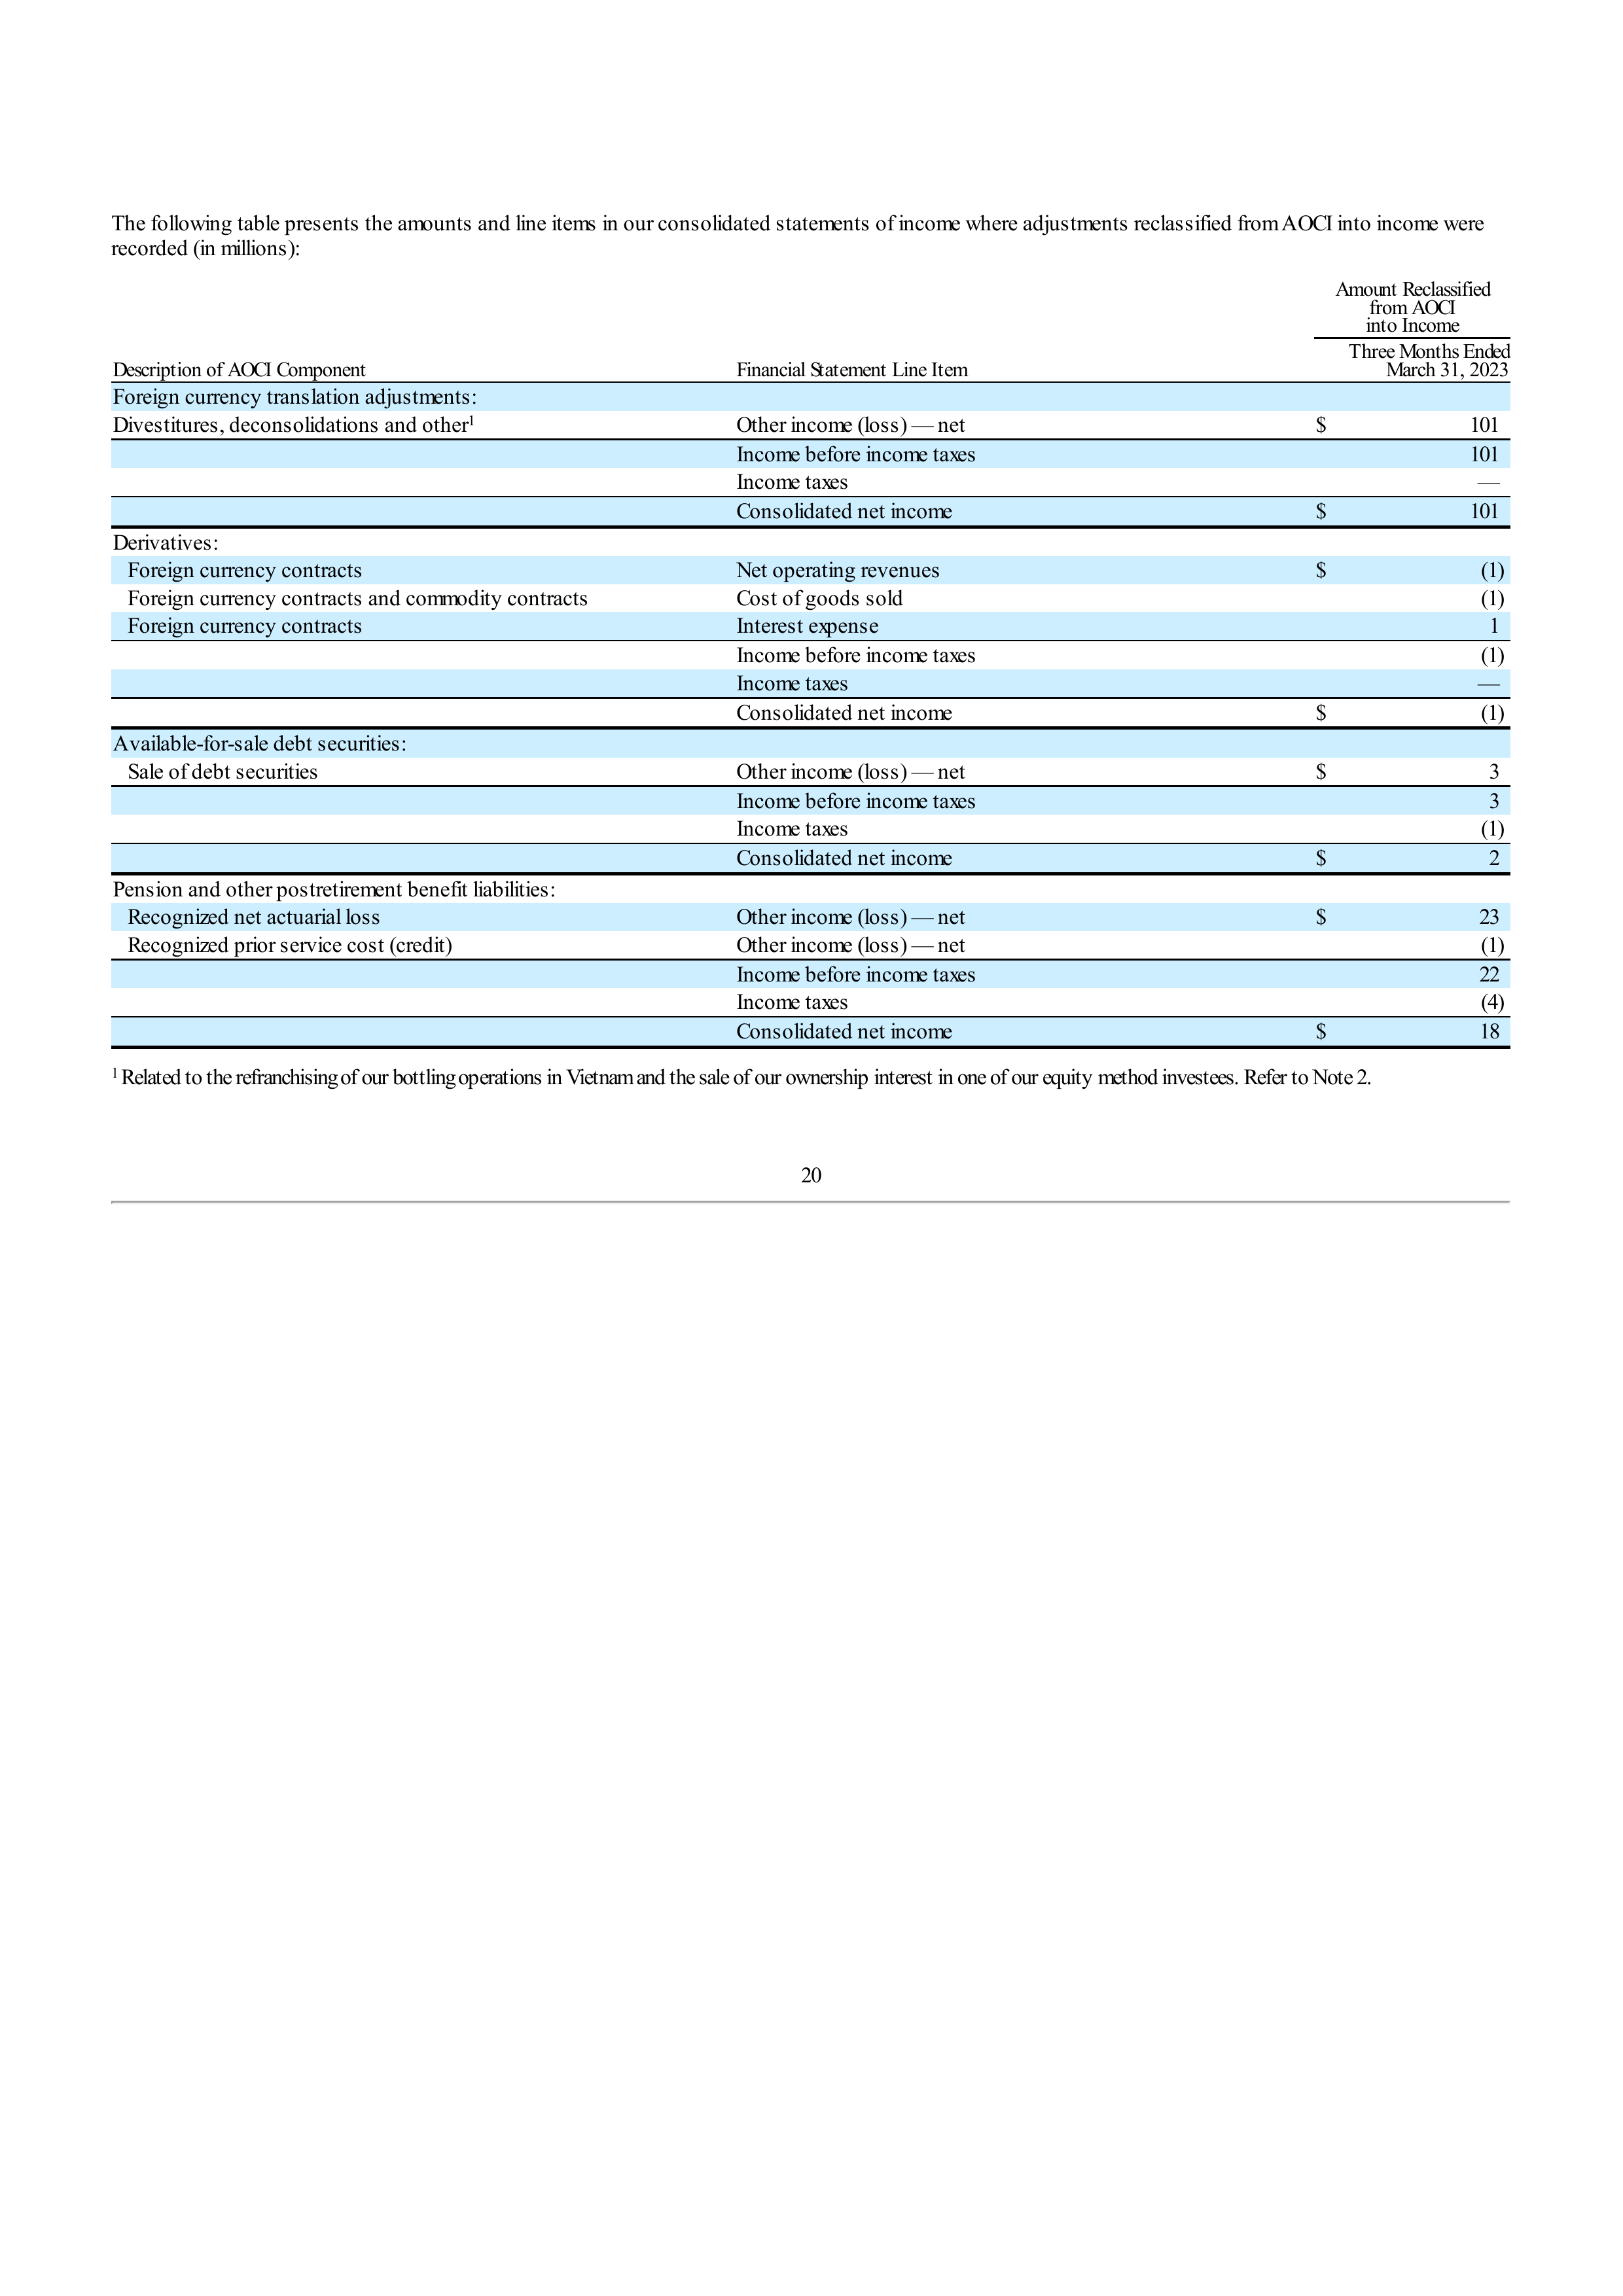 The following table presents the amounts and line items in our consolidated statements of income where adjustments reclassified from AOCI into income were
recorded (in millions):
Amount Reclassified
from AOCI
into Income
Three Months Ended
Description of AOCI Component Financial Statement Line Item March 31, 2023
Foreign currency translation adjustments:
Divestitures, deconsolidations and other¹ Other income (loss) — net $ 101
Income before income taxes 101
Income taxes —
Consolidated net income $ 101
Derivatives:
Foreign currency contracts Net operating revenues $ (1)
Foreign currency contracts and commodity contracts Cost of goods sold (1)
Foreign currency contracts Interest expense 1
Income before income taxes (1)
Income taxes —
Consolidated net income $ (1)
Available-for-sale debt securities:
Sale of debt securities Other income (loss) — net $ 3
Income before income taxes 3
Income taxes (1)
Consolidated net income $ 2
Pension and other postretirement benefit liabilities:
Recognized net actuarial loss Other income (loss) — net $ 23
Recognized prior service cost (credit) Other income (loss) — net (1)
Income before income taxes 22
Income taxes (4)
Consolidated net income $ 18
¹ Related to the refranchising of our bottling operations in Vietnam and the sale of our ownership interest in one of our equity method investees. Refer to Note 2.
20